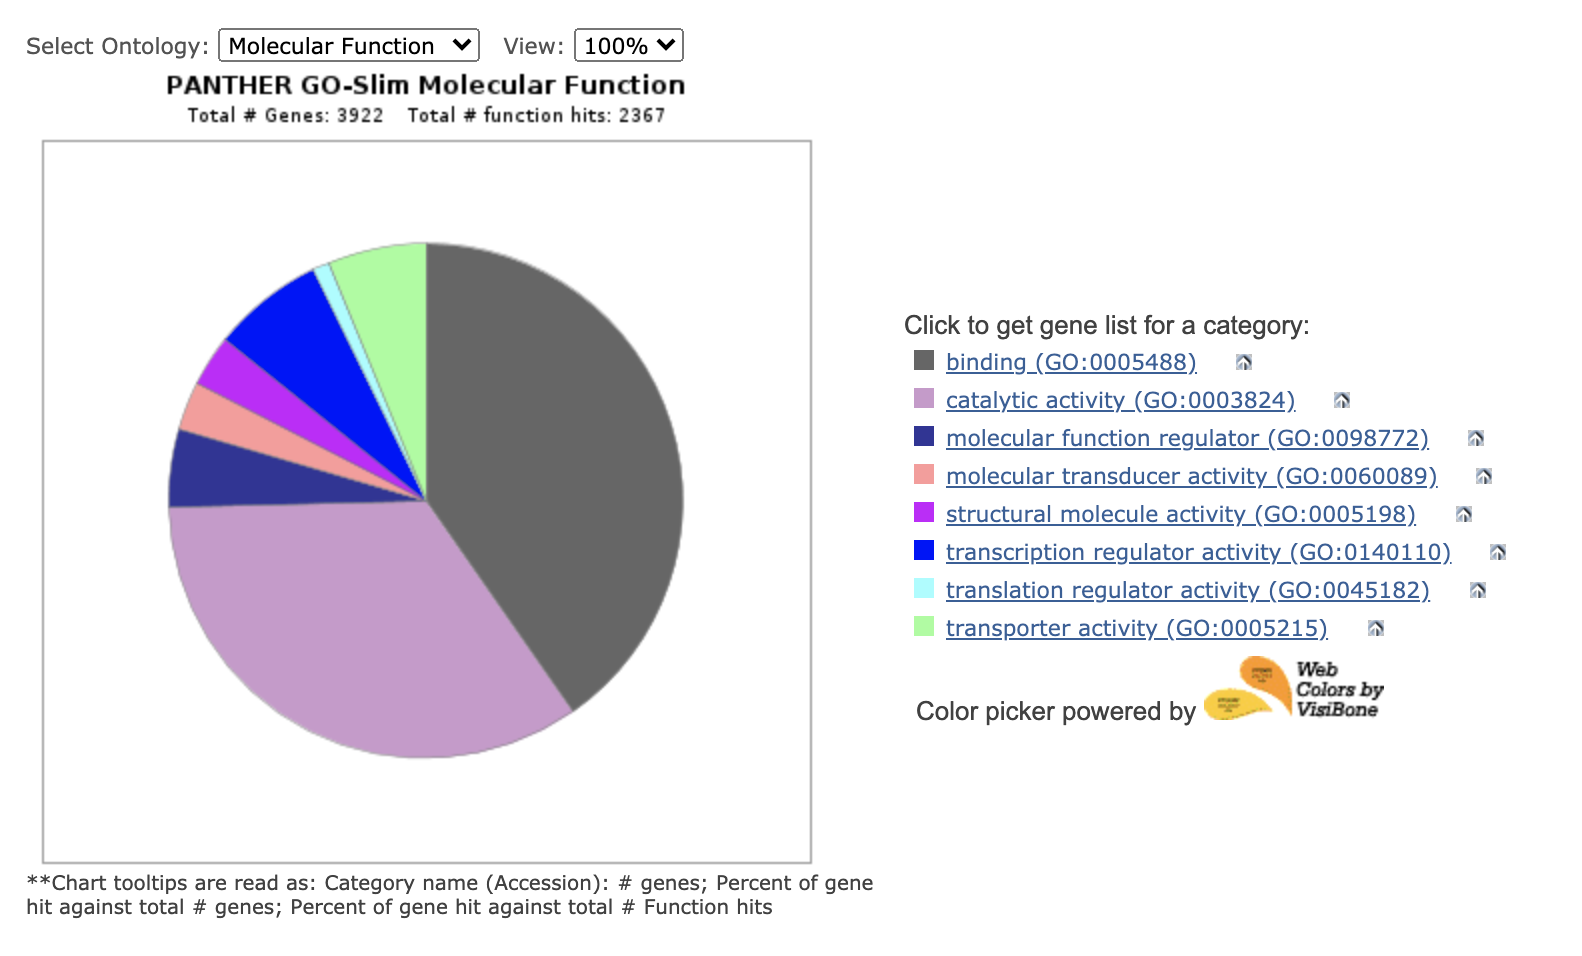 Select Ontology: Molecular Function View: 100%
PANTHER GO-Slim Molecular Function
Total # Genes: 3922 Total # function hits: 2367
Click to get gene list for a category:
binding (GO:0005488)
catalytic activity (GO:0003824)
molecular function regulator (GO:0098772)
molecular transducer activity (GO:0060089)
structural molecule activity (GO:0005198)
transcription regulator activity (GO:0140110)
translation regulator activity (GO:0045182)
transporter activity (GO:0005215)
Color picker powered by
Web
Colors by
VisiBone
**Chart tooltips are read as: Category name (Accession): # genes; Percent of gene
hit against total # genes; Percent of gene hit against total # Function hits